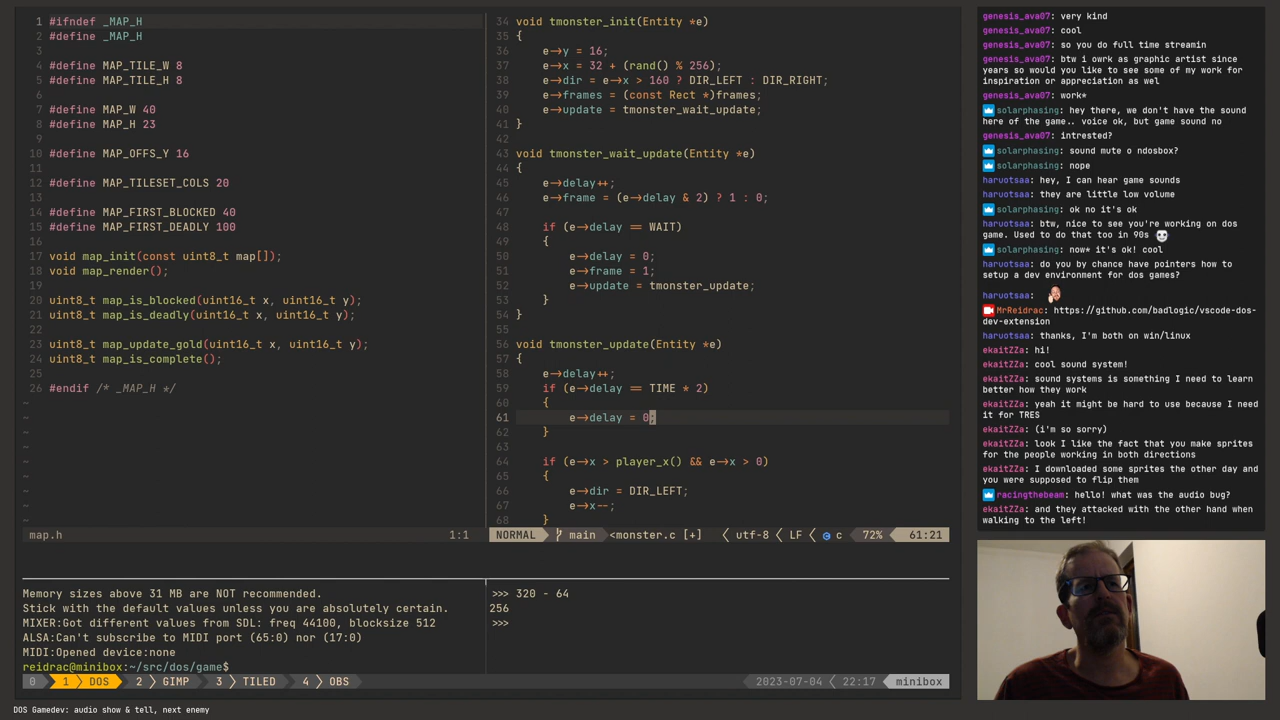 1 #ifndef _MAP_H
2 #define _MAP_H
3
4 #define MAP_TILE_W 8
5 #define MAP_TILE_H 8
6
7 #define MAP_W 40
8 #define MAP_H 23
9
10 #define MAP_OFFS_Y 16
11
12 #define MAP_TILESET_COLS 20
13
14 #define MAP_FIRST_BLOCKED 40
15 #define MAP_FIRST_DEADLY 100
16
17 void map_init(const uint8_t map[]);
18 void map_render();
19
20 uint8_t map_is_blocked(uint16_t x, uint16_t y);
21 uint8_t map_is_deadly(uint16_t x, uint16_t y);
22
23 uint8_t map_update_gold(uint16_t x, uint16_t y);
24 uint8_t map_is_complete();
25
26 #endif /* _MAP_H */
~
~
~
~
~
~
~
~
~
map.h 1:1
34 void tmonster_init(Entity *e)
35 {
36 e->y = 16;
37 e->x = 32 + (rand() % 256);
38 e->dir = e->x > 160 ? DIR_LEFT : DIR_RIGHT;
39 e->frames = (const Rect *)frames;
40 e->update = tmonster_wait_update;
41 }
42
43 void tmonster_wait_update(Entity *e)
44 {
45 e->delay++;
46 e->frame = (e->delay & 2) ? 1 : 0;
47
48 if (e->delay == WAIT)
49 {
50 e->delay = 0;
51 e->frame = 1;
52 e->update = tmonster_update;
53 }
54 }
55
56 void tmonster_update(Entity *e)
57 {
58 e->delay++;
59 if (e->delay == TIME * 2)
60 {
61 e->delay = 0;
62 }
63
64 if (e->x > player_x() && e->x > 0)
65 {
66 e->dir = DIR_LEFT;
67 e->x--;
68 }
NORMAL main <monster.c [+] utf-8 LF c 72% 61:21
Memory sizes above 31 MB are NOT recommended.
Stick with the default values unless you are absolutely certain.
MIXER:Got different values from SDL: freq 44100, blocksize 512
ALSA:Can't subscribe to MIDI port (65:0) nor (17:0)
MIDI:Opened device:none
reidrac@minibox:~/src/dos/game$
>>> 320 - 64
256
>>>
0 1 DOS 2 GIMP 3 TILED 4 OBS 2023-07-04 22:17 minibox
DOS Gamedev: audio show & tell, next enemy
genesis_ava07: very kind
genesis_ava07: cool
genesis_ava07: so you do full time streamin
genesis_ava07: btw i owrk as graphic artist since
years so would you like to see some of my work for
inspiration or appreciation as wel
genesis_ava07: work*
solarphasing: hey there, we don't have the sound
here of the game.. voice ok, but game sound no
genesis_ava07: intrested?
solarphasing: sound mute o ndosbox?
solarphasing: nope
haruotsaa: hey, I can hear game sounds
haruotsaa: they are little low volume
solarphasing: ok no it's ok
haruotsaa: btw, nice to see you're working on dos
game. Used to do that too in 90s
solarphasing: now* it's ok! cool
haruotsaa: do you by chance have pointers how to
setup a dev environment for dos games?
haruotsaa:
MrReidrac: https://github.com/badlogic/vscode-dos-
dev-extension
haruotsaa: thanks, I'm both on win/linux
ekaitZZa: hi!
ekaitZZa: cool sound system!
ekaitZZa: sound systems is something I need to learn
better how they work
ekaitZZa: yeah it might be hard to use because I need
it for TRES
ekaitZZa: (i'm so sorry)
ekaitZZa: look I like the fact that you make sprites
for the people working in both directions
ekaitZZa: I downloaded some sprites the other day and
you were supposed to flip them
racingthebeam: hello! what was the audio bug?
ekaitZZa: and they attacked with the other hand when
walking to the left!